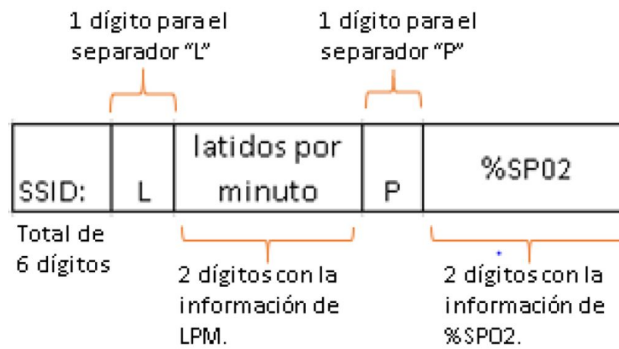 1 dígito para el
separador “L”
1 dígito para el
separador “P”
SSID:
L
latidos por
minuto
P
%SP02
Total de
6 dígitos
2 dígitos con la
información de
LPM.
2 dígitos con la
información de
%SPO2.